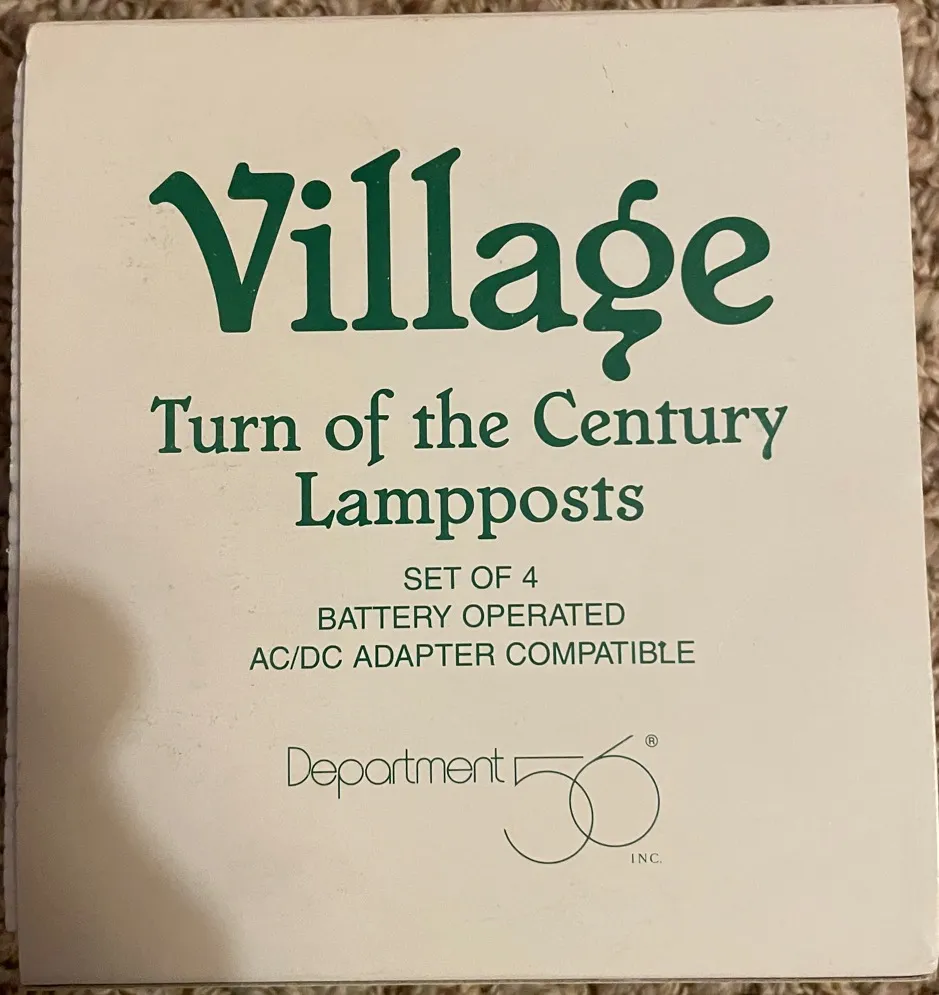 Village
Turn of the Century
Lampposts
SET OF 4
BATTERY OPERATED
AC/DC ADAPTER COMPATIBLE
Department 56®
INC.